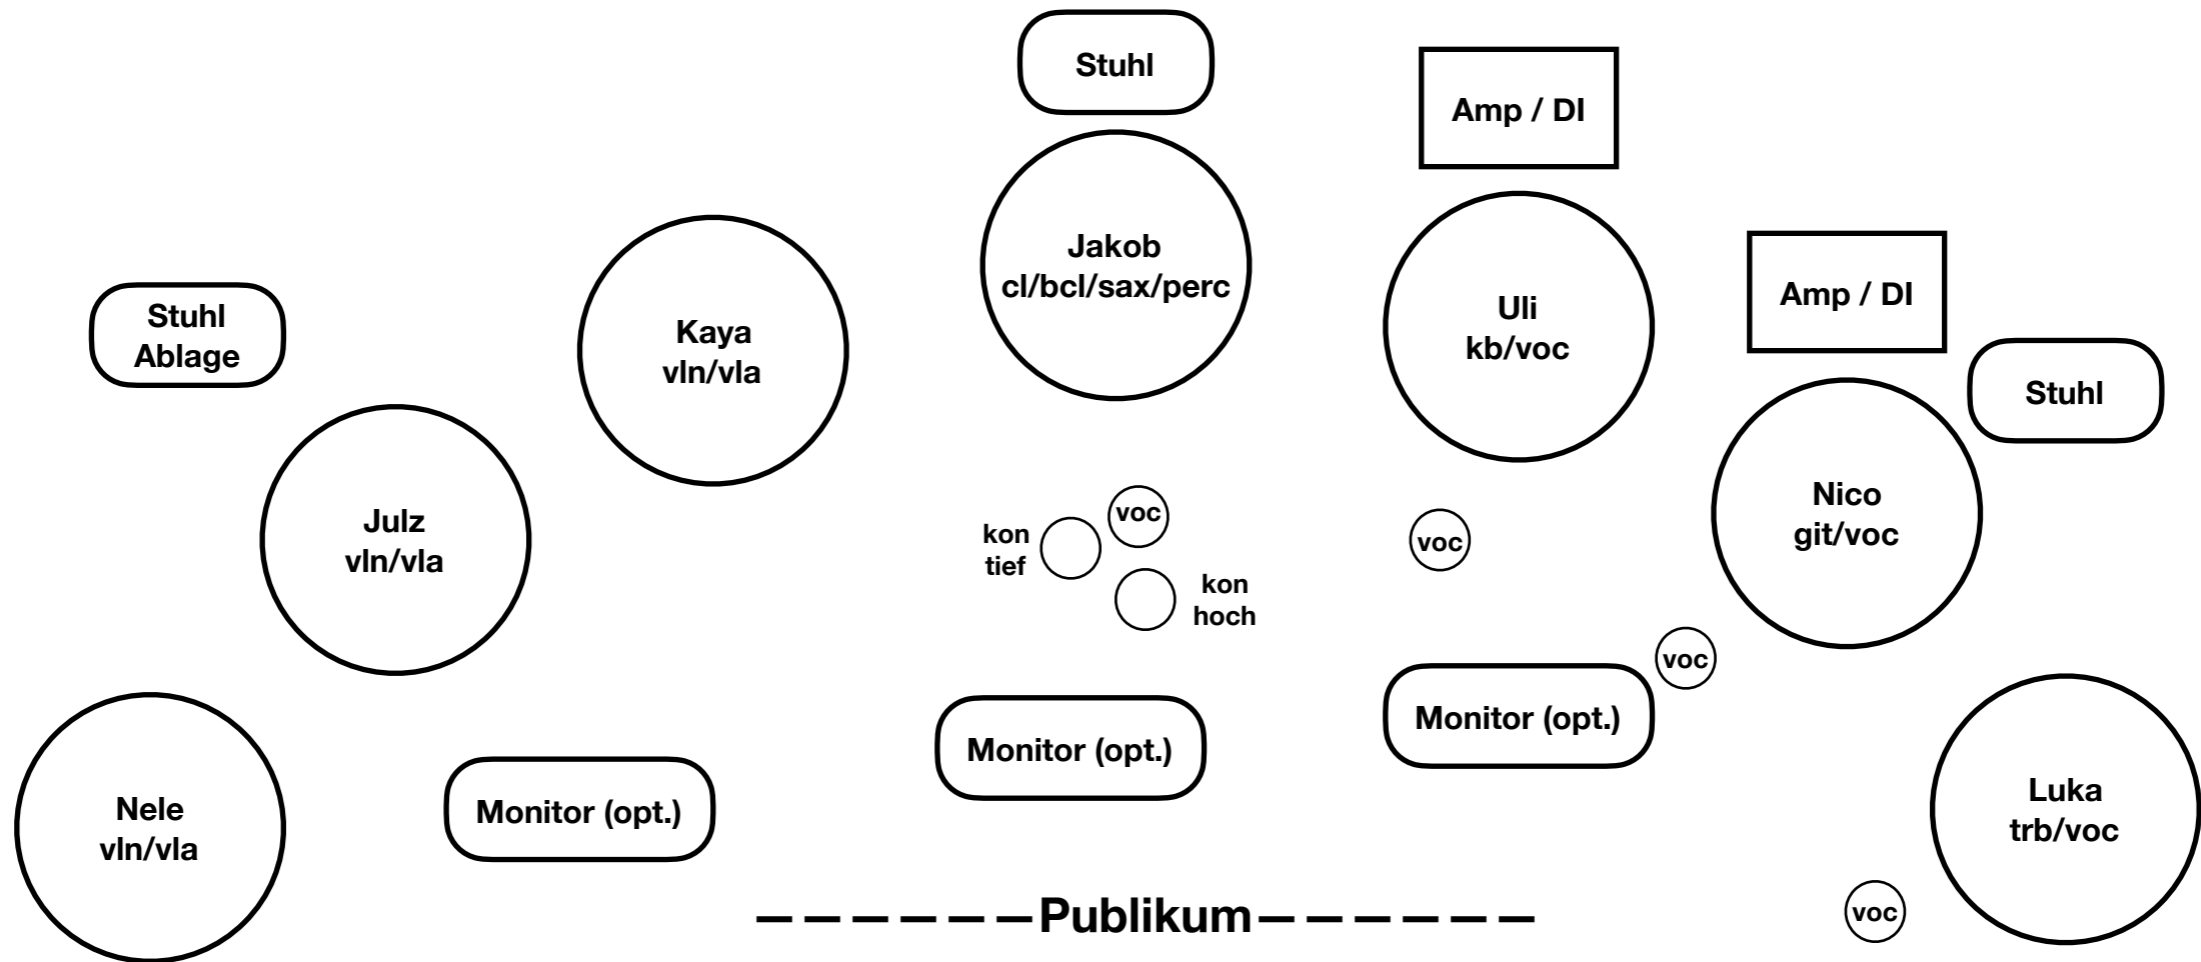 Stuhl
Amp / DI
Jakob
cl/bcl/sax/perc
Uli
kb/voc
Amp / DI
Stuhl
Ablage
Kaya
vln/vla
Stuhl
Julz
vln/vla
Nico
git/voc
kon
tief
voc
kon
hoch
voc
voc
Monitor (opt.)
Monitor (opt.)
Monitor (opt.)
Nele
vln/vla
Luka
trb/voc
Publikum
voc